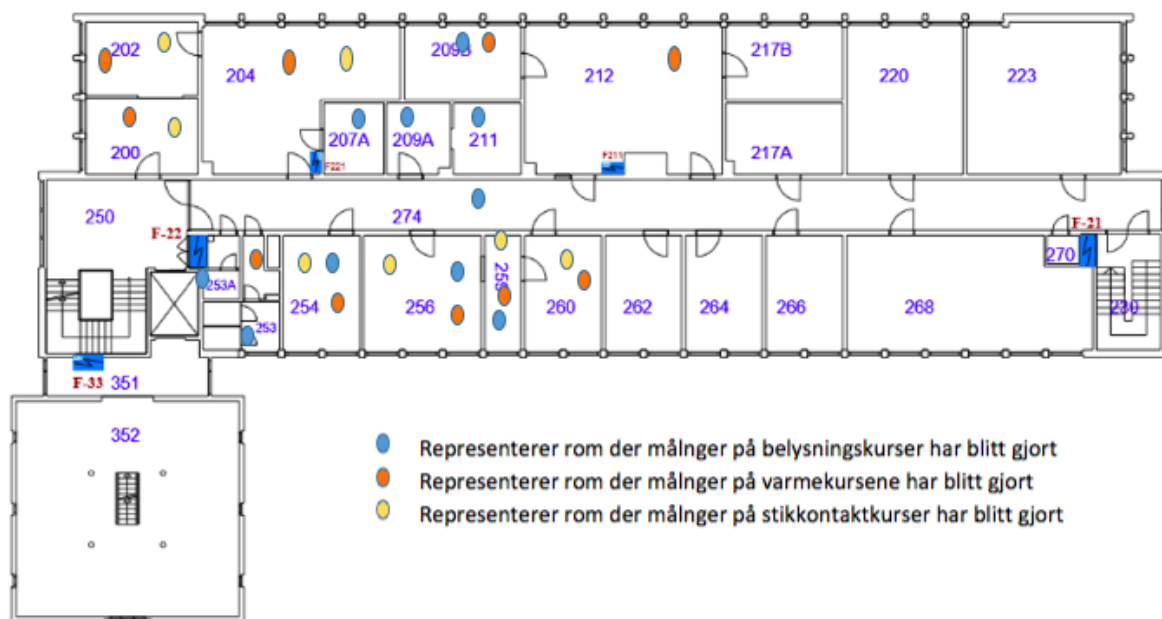 202
204
209B
212
217B
220
223
200
207A
209A
211
217A
F221
F211
250
274
F-22
F-21
270
253A
254
256
258
260
262
264
266
268
230
253
F-33
351
352
Representerer rom der målnger på belysningskurser har blitt gjort
Representerer rom der målnger på varmekursene har blitt gjort
Representerer rom der målnger på stikkontaktkurser har blitt gjort